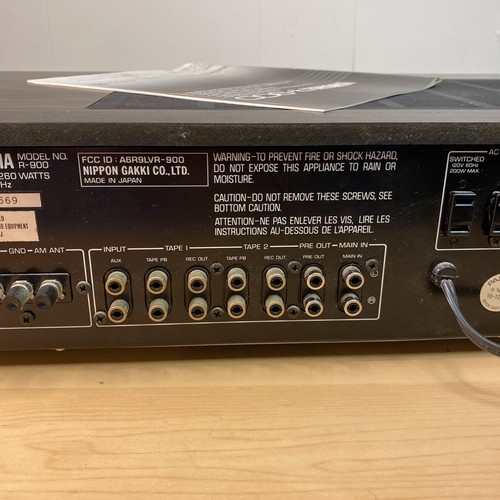 MODEL NO.
R-900
260 WATTS
Hz
569
EQUIPMENT
FCC ID : A6R9LVR-900
NIPPON GAKKI CO., LTD.
MADE IN JAPAN
WARNING-TO PREVENT FIRE OR SHOCK HAZARD,
DO NOT EXPOSE THIS APPLIANCE TO RAIN OR
MOISTURE.
CAUTION-DO NOT REMOVE THESE SCREWS, SEE
BOTTOM CAUTION.
ATTENTION-NE PAS ENLEVER LES VIS, LIRE LES
INSTRUCTIONS AU-DESSOUS DE L'APPAREIL.
AC
SWITCHED
120V 60Hz
200W MAX.
GND AM ANT
INPUT TAPE 1 TAPE 2 PRE OUT MAIN IN
AUX TAPE PB REC OUT TAPE PB REC OUT PRE OUT MAIN IN
L
R